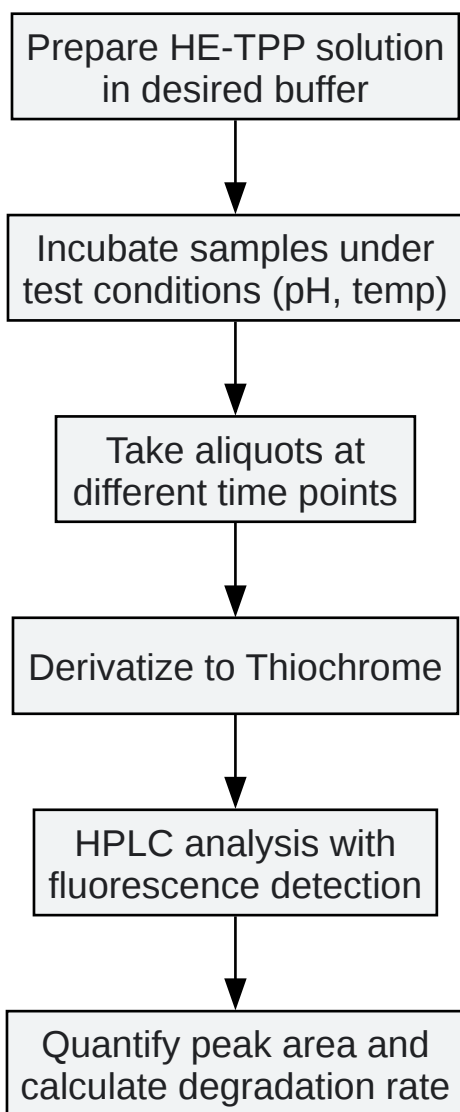 Prepare HE-TPP solution
in desired buffer
Incubate samples under
test conditions (pH, temp)
Take aliquots at
different time points
Derivatize to Thiochrome
HPLC analysis with
fluorescence detection
Quantify peak area and
calculate degradation rate